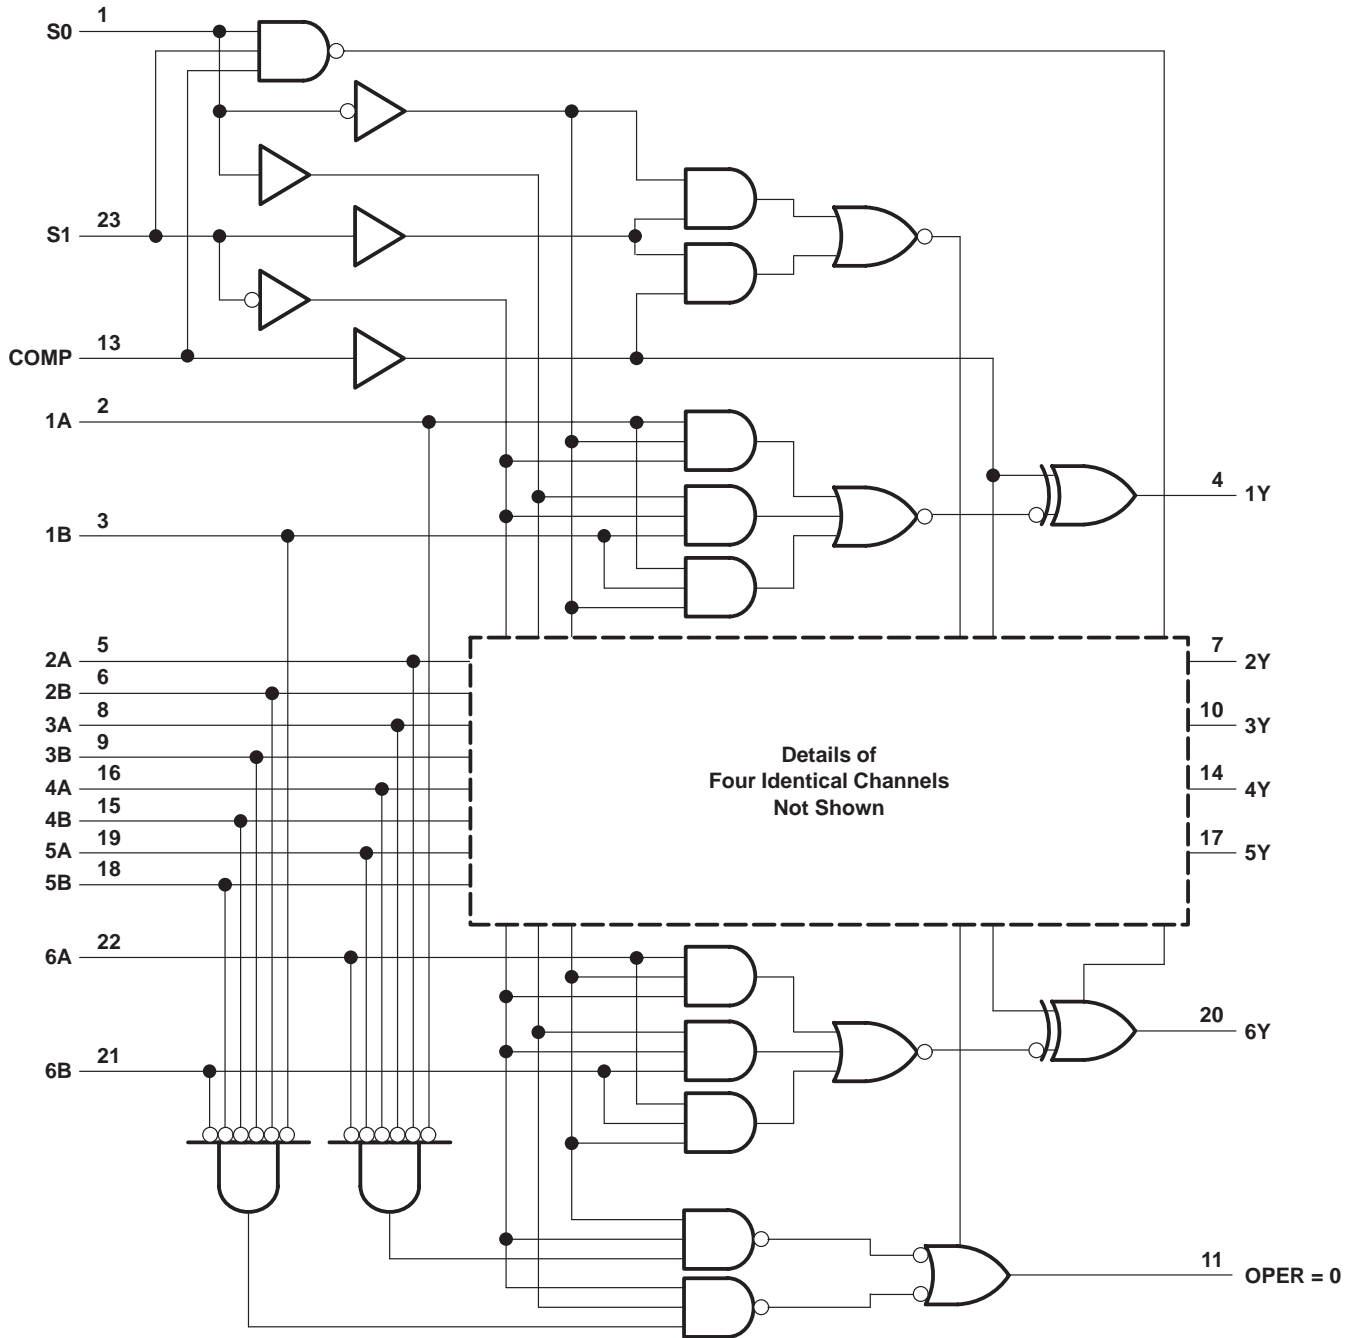 S0 1
S1 23
COMP 13
1A 2
4 1Y
1B 3
2A 5
7 2Y
2B 6
3A 8
10 3Y
3B 9
Details of
Four Identical Channels
Not Shown
4A 16
14 4Y
4B 15
5A 19
17 5Y
5B 18
6A 22
20 6Y
6B 21
11 OPER = 0